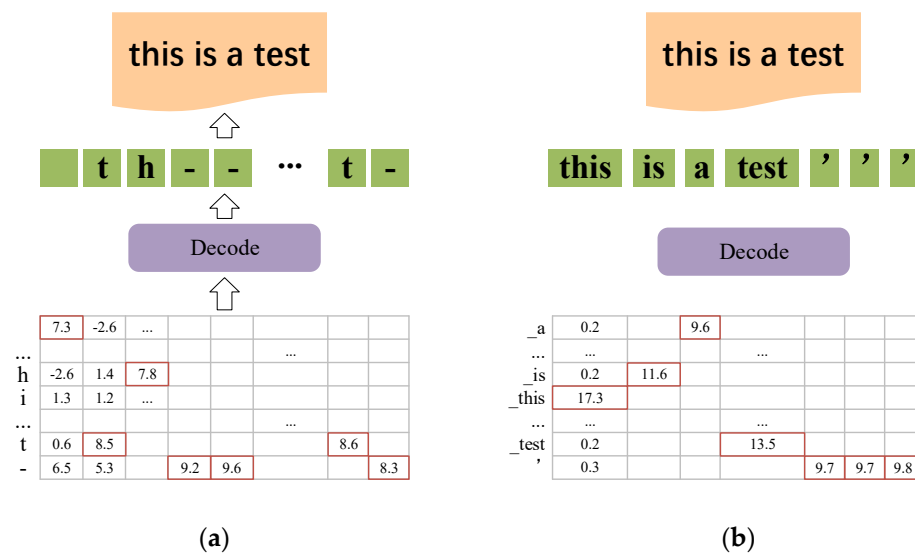 this is a test
t h - - ... t -
Decode
7.3 -2.6 ...
... ...
h -2.6 1.4 7.8
i 1.3 1.2 ...
... ...
t 0.6 8.5 8.6
- 6.5 5.3 9.2 9.6 8.3
(a)
this is a test
this is a test ’ ’ ’
Decode
_a 0.2 9.6
... ... ...
_is 0.2 11.6
_this 17.3
... ... ...
_test 0.2 13.5
’ 0.3 9.7 9.7 9.8
(b)